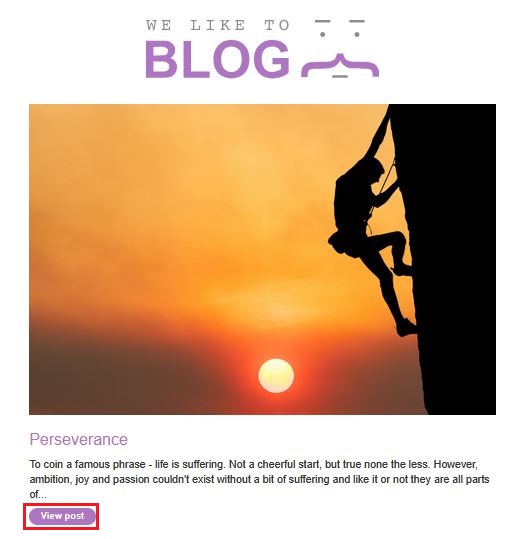 WE LIKE TO
BLOG
Perseverance
To coin a famous phrase - life is suffering. Not a cheerful start, but true none the less. However,
ambition, joy and passion couldn't exist without a bit of suffering and like it or not they are all parts
of...
View post